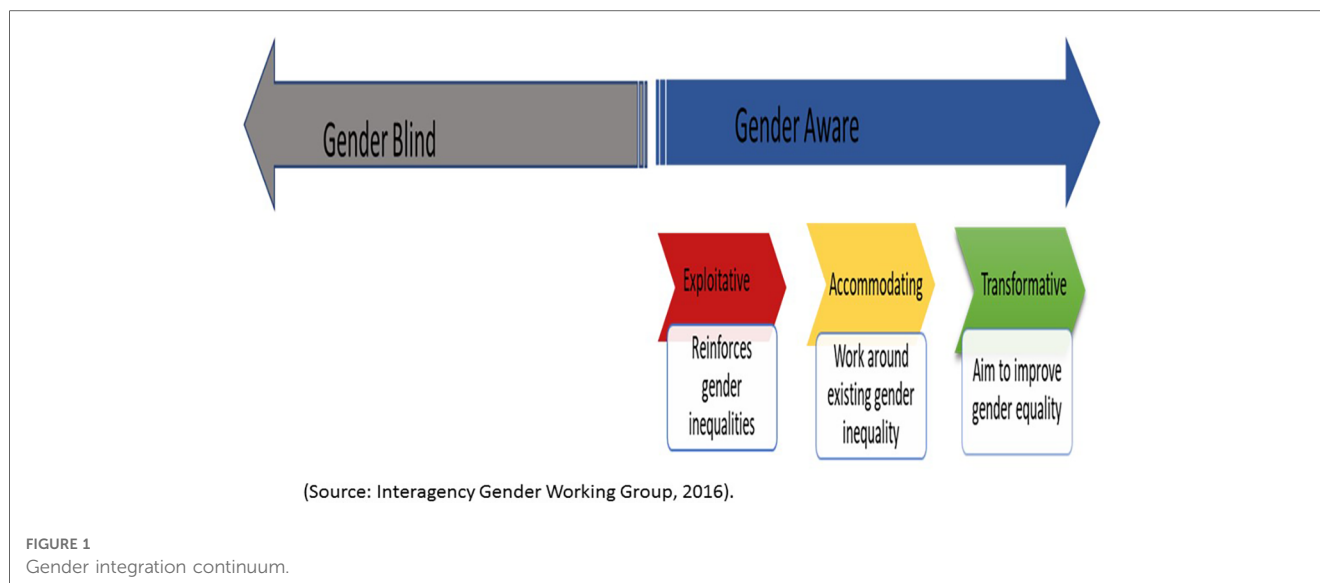 Gender Blind
Gender Aware
Exploitative
Accommodating
Transformative
Reinforces
gender
inequalities
Work around
existing gender
inequality
Aim to improve
gender equality
(Source: Interagency Gender Working Group, 2016).
FIGURE 1
Gender integration continuum.